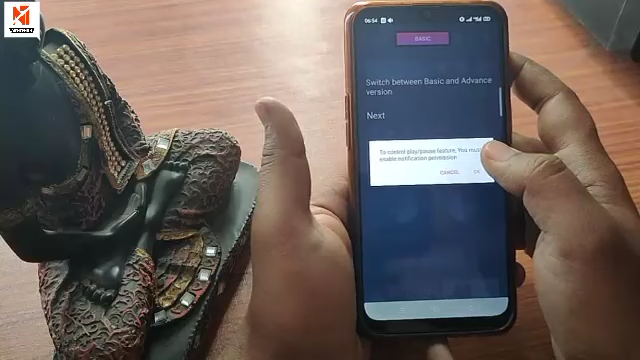 06:54
BASIC
Switch between Basic and Advance
version
Next
To control play/pause feature, You must
enable notification permission
CANCEL
OK